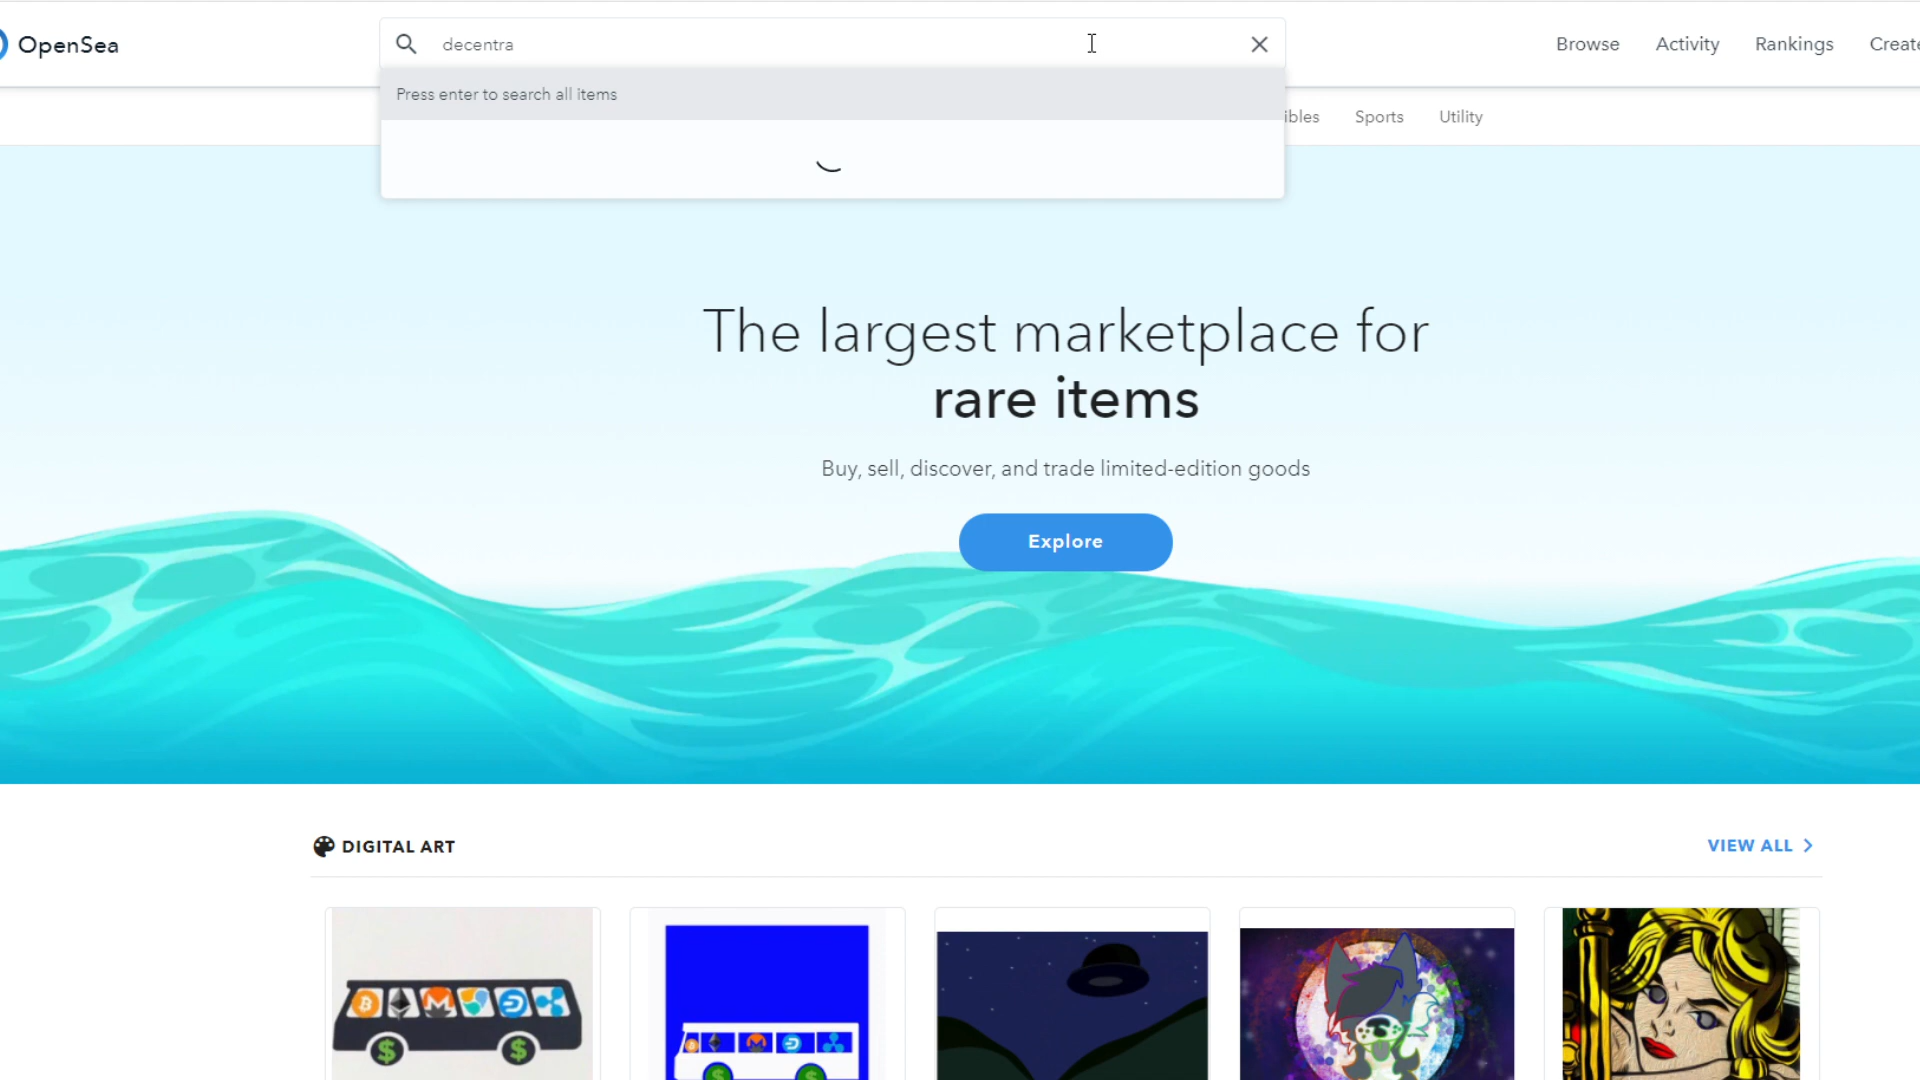 OpenSea
decentra
Browse
Activity
Rankings
Create
Press enter to search all items
ibles
Sports
Utility
The largest marketplace for
rare items
Buy, sell, discover, and trade limited-edition goods
Explore
DIGITAL ART
VIEW ALL